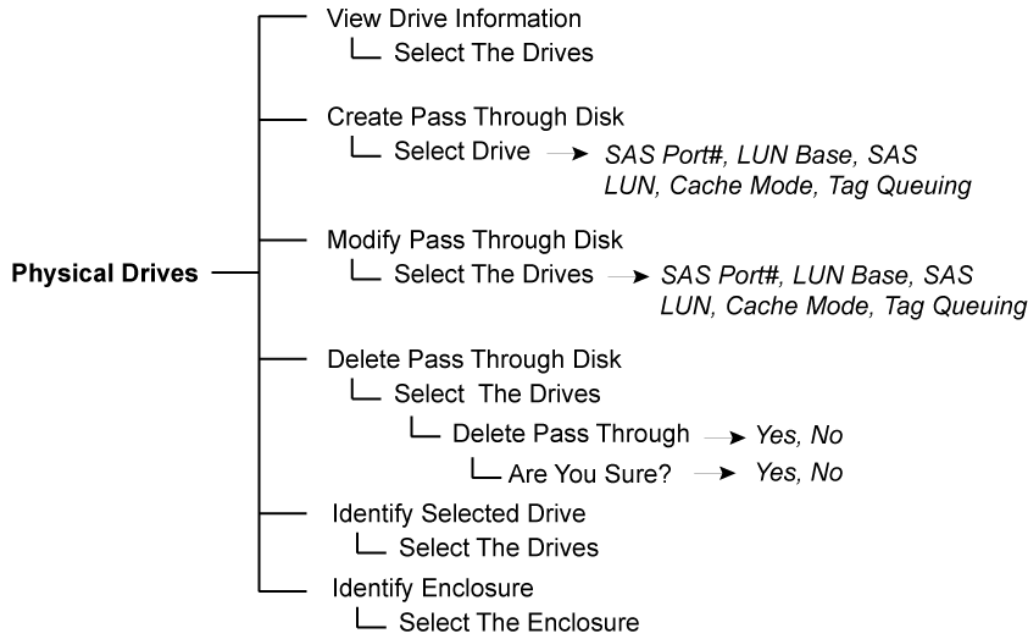 View Drive Information
Select The Drives
Create Pass Through Disk
Select Drive
SAS Port#, LUN Base, SAS
LUN, Cache Mode, Tag Queuing
Modify Pass Through Disk
Physical Drives
Select The Drives
SAS Port#, LUN Base, SAS
LUN, Cache Mode, Tag Queuing
Delete Pass Through Disk
Select The Drives
Delete Pass Through
Yes, No
Are You Sure?
Yes, No
Identify Selected Drive
Select The Drives
Identify Enclosure
Select The Enclosure